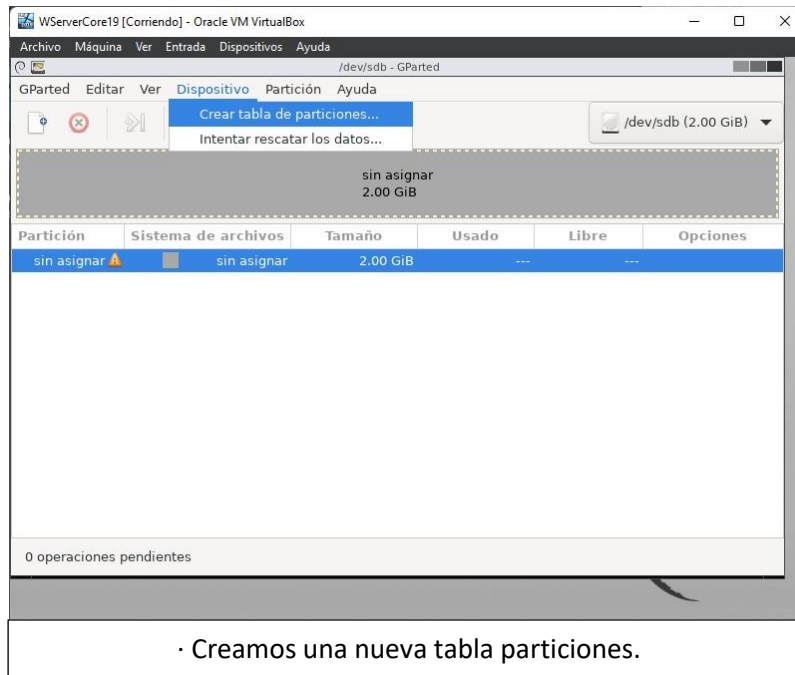 WServerCore19 [Corriendo] - Oracle VM VirtualBox
Archivo Máquina Ver Entrada Dispositivos Ayuda
/dev/sdb - GParted
GParted Editar Ver Dispositivo Partición Ayuda
Crear tabla de particiones...
Intentar rescatar los datos...
/dev/sdb (2.00 GiB)
sin asignar
2.00 GiB
Partición Sistema de archivos Tamaño Usado Libre Opciones
sin asignar sin asignar 2.00 GiB --- ---
0 operaciones pendientes
· Creamos una nueva tabla particiones.